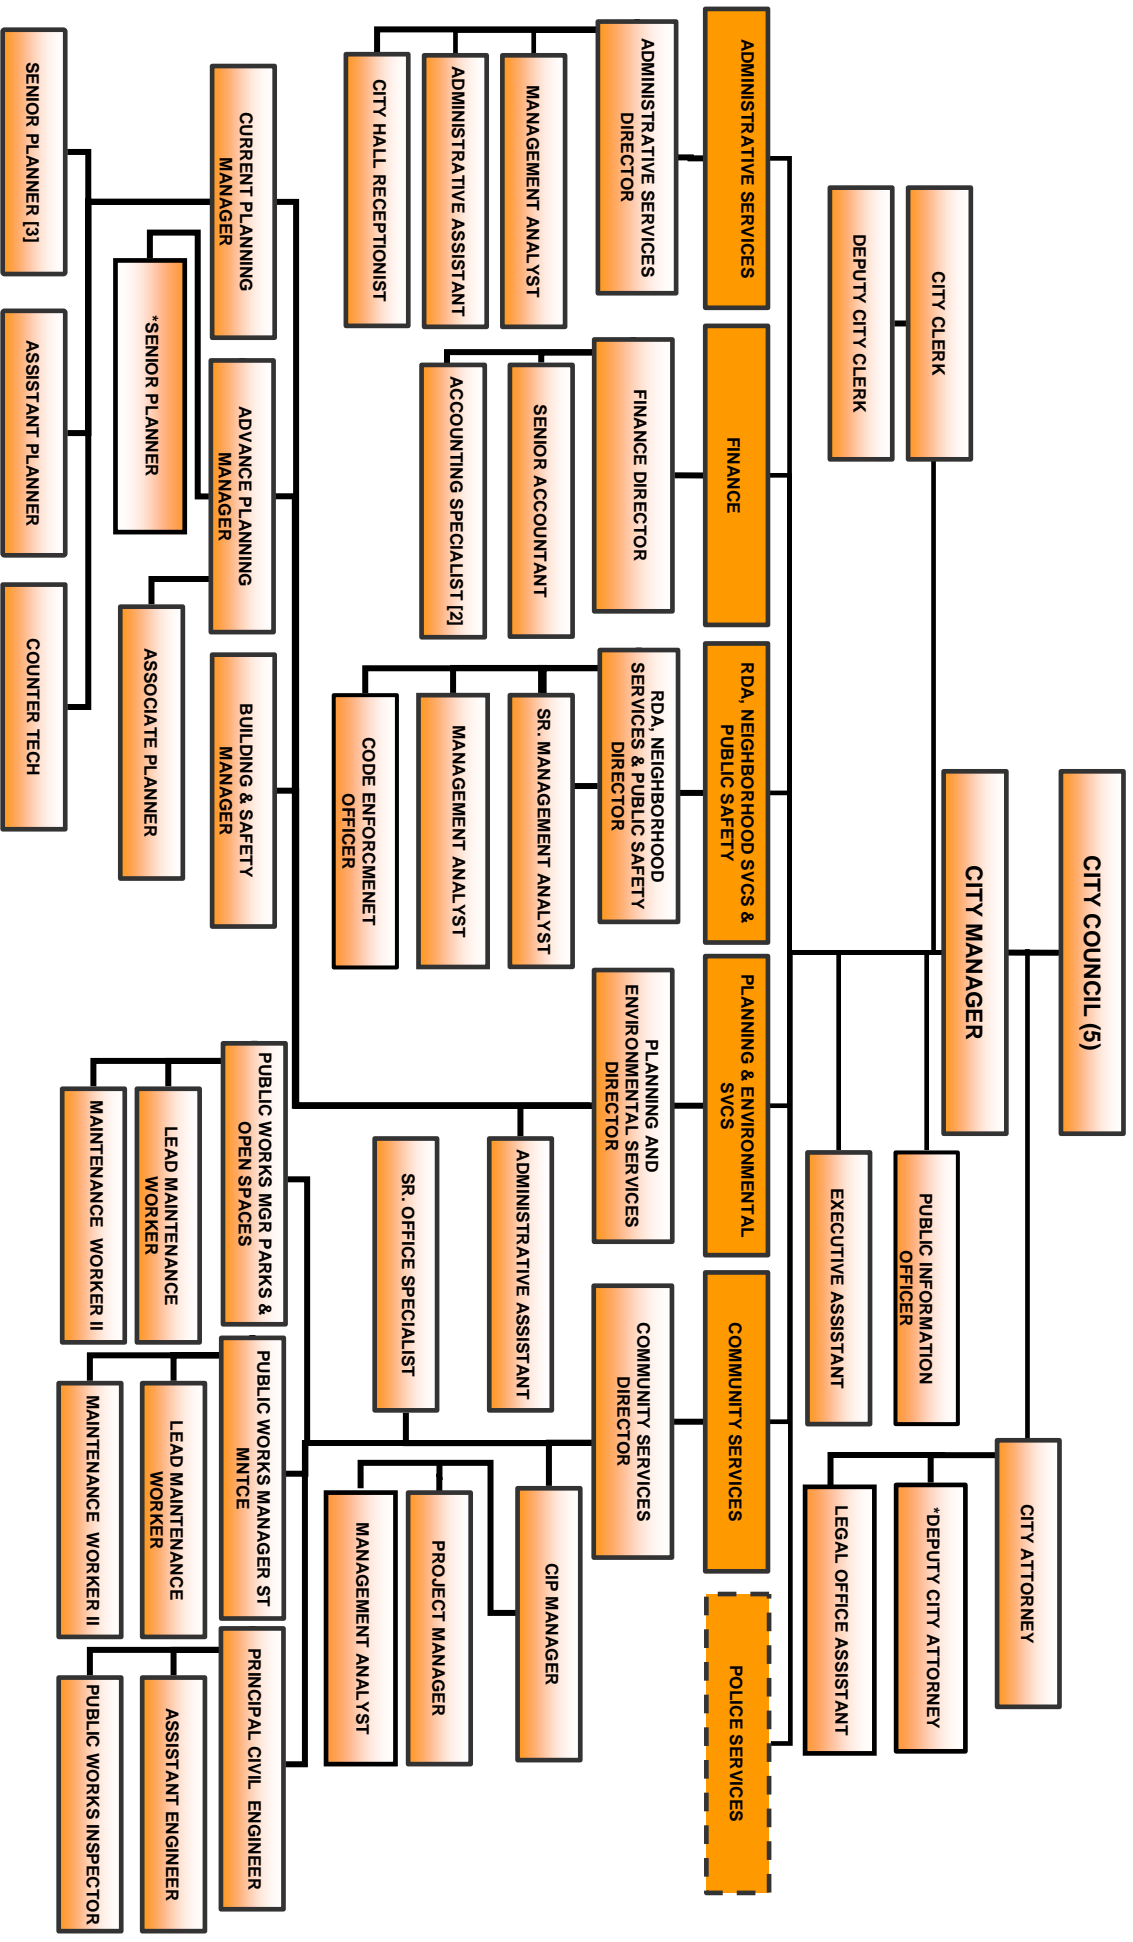 CITY COUNCIL (5)
CITY MANAGER
CITY CLERK
DEPUTY CITY CLERK
PUBLIC INFORMATION
OFFICER
EXECUTIVE ASSISTANT
CITY ATTORNEY
*DEPUTY CITY ATTORNEY
LEGAL OFFICE ASSISTANT
ADMINISTRATIVE SERVICES
FINANCE
RDA, NEIGHBORHOOD SVCS &
PUBLIC SAFETY
PLANNING & ENVIRONMENTAL
SVCS
COMMUNITY SERVICES
POLICE SERVICES
ADMINISTRATIVE SERVICES
DIRECTOR
MANAGEMENT ANALYST
ADMINISTRATIVE ASSISTANT
CITY HALL RECEPTIONIST
FINANCE DIRECTOR
SENIOR ACCOUNTANT
ACCOUNTING SPECIALIST [2]
RDA, NEIGHBORHOOD
SERVICES & PUBLIC SAFETY
DIRECTOR
SR. MANAGEMENT ANALYST
MANAGEMENT ANALYST
CODE ENFORCMENET
OFFICER
PLANNING AND
ENVIRONMENTAL SERVICES
DIRECTOR
ADMINISTRATIVE ASSISTANT
COMMUNITY SERVICES
DIRECTOR
CIP MANAGER
PROJECT MANAGER
MANAGEMENT ANALYST
SR. OFFICE SPECIALIST
CURRENT PLANNING
MANAGER
ADVANCE PLANNING
MANAGER
BUILDING & SAFETY
MANAGER
*SENIOR PLANNER
ASSOCIATE PLANNER
SENIOR PLANNER [3]
ASSISTANT PLANNER
COUNTER TECH
PUBLIC WORKS MGR PARKS &
OPEN SPACES
LEAD MAINTENANCE
WORKER
MAINTENANCE WORKER II
PUBLIC WORKS MANAGER ST
MNTCE
LEAD MAINTENANCE
WORKER
MAINTENANCE WORKER II
PRINCIPAL CIVIL ENGINEER
ASSISTANT ENGINEER
PUBLIC WORKS INSPECTOR